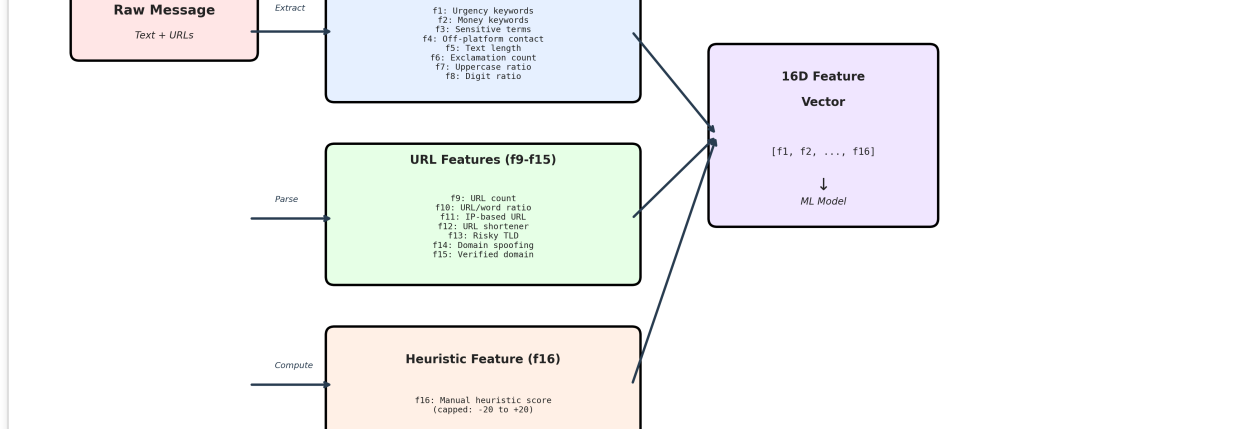 Raw Message
Text + URLs
Extract
f1: Urgency keywords
f2: Money keywords
f3: Sensitive terms
f4: Off-platform contact
f5: Text length
f6: Exclamation count
f7: Uppercase ratio
f8: Digit ratio
Parse
URL Features (f9-f15)
f9: URL count
f10: URL/word ratio
f11: IP-based URL
f12: URL shortener
f13: Risky TLD
f14: Domain spoofing
f15: Verified domain
Compute
Heuristic Feature (f16)
f16: Manual heuristic score
(capped: -20 to +20)
16D Feature
Vector
[f1, f2, ..., f16]
↓
ML Model